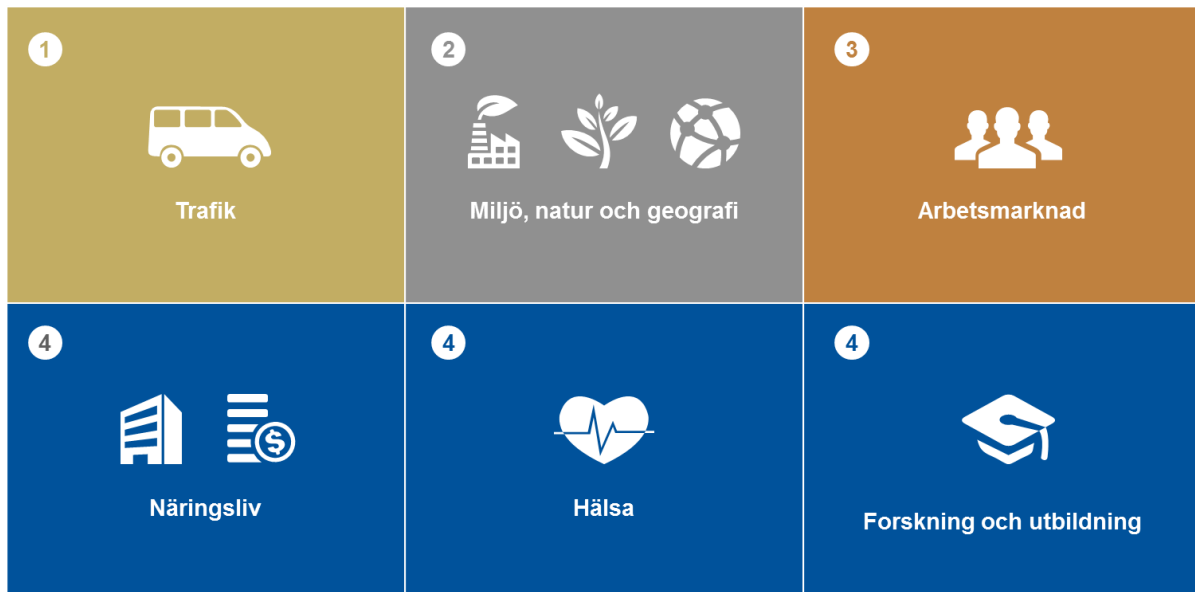 1
Trafik
2
Miljö, natur och geografi
3
Arbetsmarknad
4
$
Näringsliv
4
Hälsa
4
Forskning och utbildning